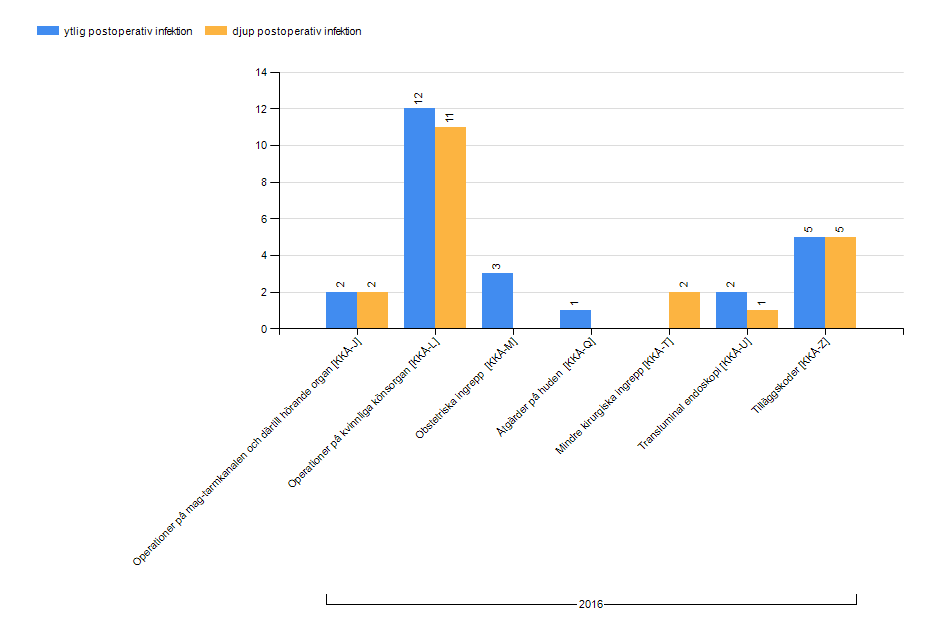 ytlig postoperativ infektion
djup postoperativ infektion
14
12
10
8
6
4
2
0
2
2
12
11
3
1
2
2
1
5
5
Operationer på mag-tarmkanalen och därtill hörande organ [KKÅ-J]
Operationer på kvinnliga könsorgan [KKÅ-L]
Obstetriska ingrepp  [KKÅ-M]
Åtgärder på huden  [KKÅ-Q]
Mindre kirurgiska ingrepp [KKÅ-T]
Transluminal endoskopi [KKÅ-U]
Tilläggskoder [KKÅ-Z]
2016